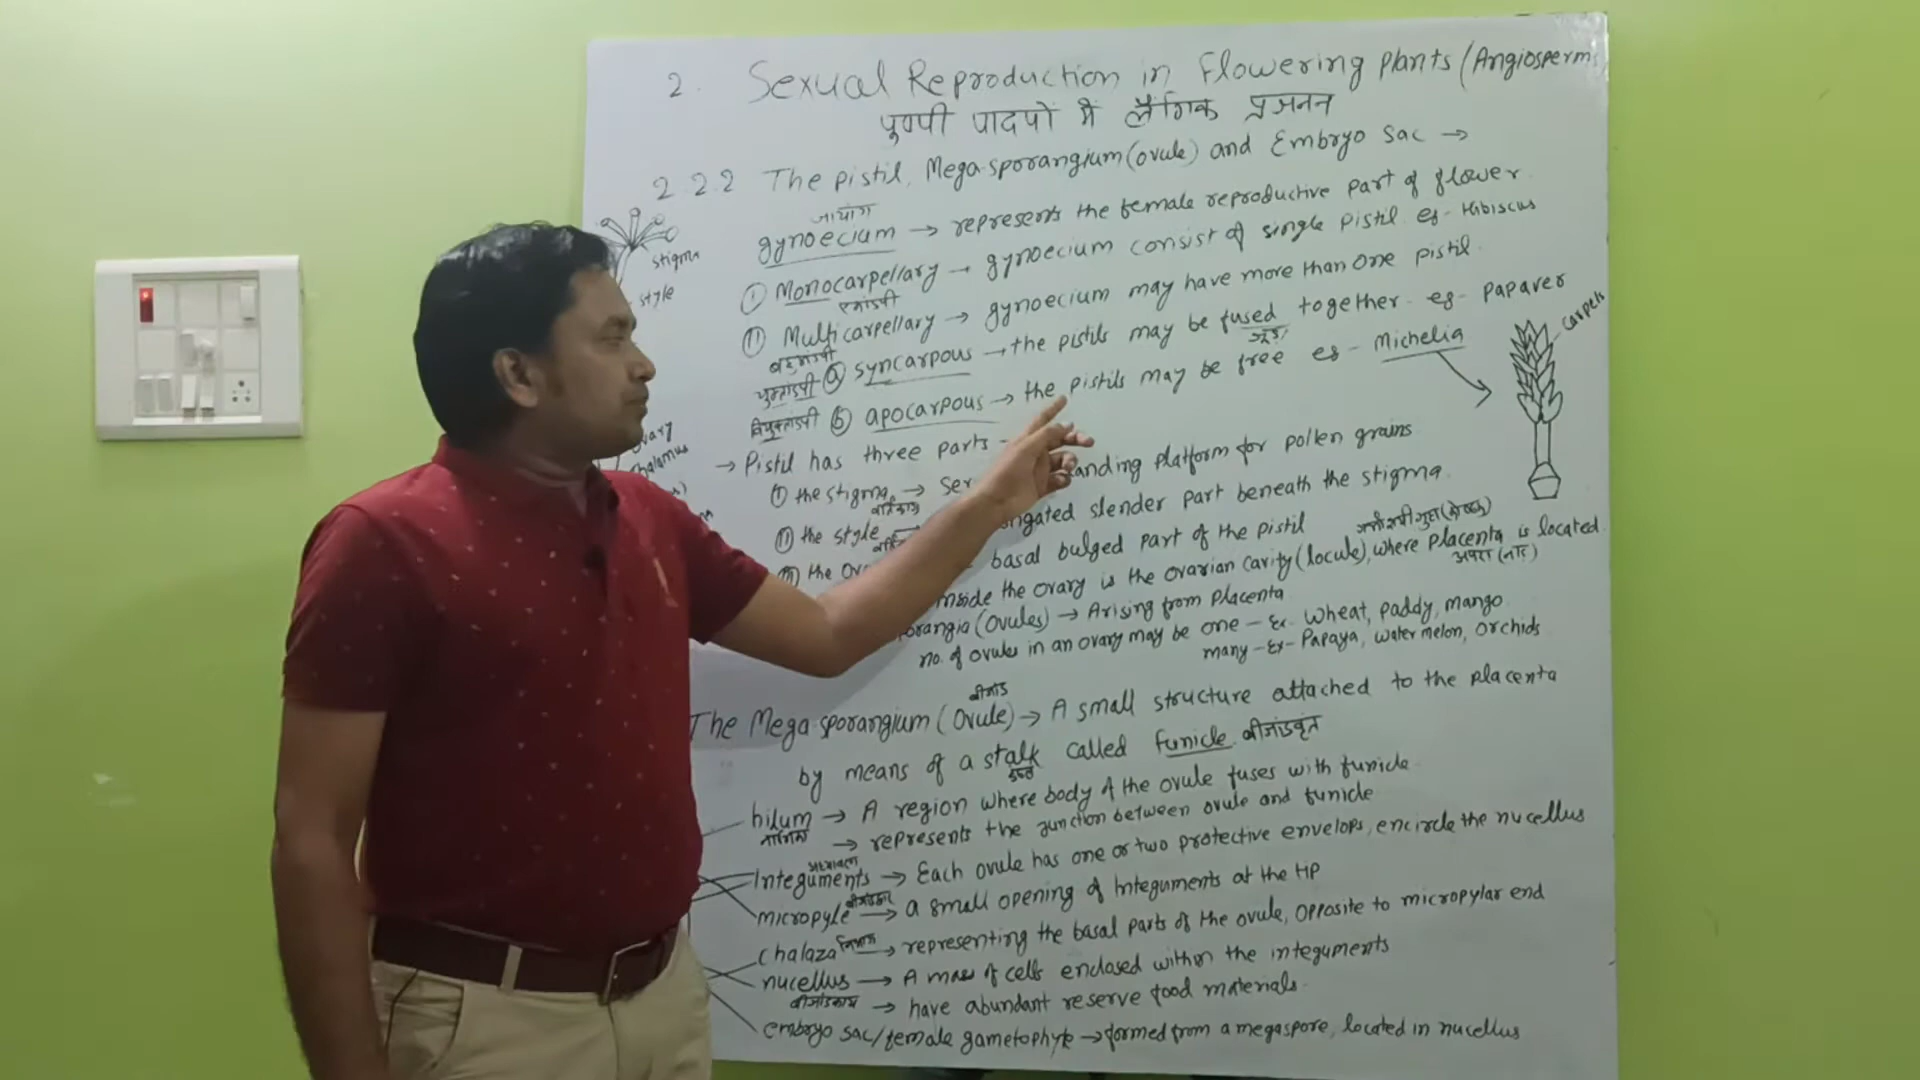 2. Sexual Reproduction in Flowering Plants (Angiosperm
पुष्पी पादपों में लैंगिक प्रजनन
2.2.2 The Pistil, Mega-sporangium (ovule) and Embryo sac →
जायांग
gynoecium → represents the female reproductive part of flower.
① Monocarpellary → gynoecium consist of single pistil eg - Hibiscus
एकांडपी
⑪ Multicarpellary → gynoecium may have more than one pistil.
बहुअंडपी
युक्तांडपी ⓐ syncarpous → the pistils may be fused together - eg - Papaver
वियुक्तांडपी ⓑ apocarpous → the pistils may be free eg - Michelia
carpels
stigma
style
→ Pistil has three parts -
① the stigma → Ser anding platform for pollen grains
वर्तिकाग्र
⑪ the style ongated slender part beneath the stigma.
the Ova basal bulged part of the pistil
inside the ovary is the ovarian cavity (locule), where placenta is located.
orangia (ovules) → Arising from placenta
no. of ovules in an ovary may be one - Ex. Wheat, paddy, mango
many - Ex - Papaya, water melon, orchids
बीजांड
The Mega sporangium (Ovule) → A small structure attached to the placenta
by means of a stalk called funicle. बीजांडवृंत
hilum → A region where body of the ovule fuses with funicle
नाभिका → represents the junction between ovule and funicle
Integuments → Each ovule has one or two protective envelops, encircle the nucellus
micropyle → a small opening of integuments at the tip
chalaza → representing the basal parts of the ovule, opposite to micropylar end
nucellus → A mass of cells enclosed within the integuments
बीजांडकाय → have abundant reserve food materials.
embryo sac/female gametophyte → formed from a megaspore, located in nucellus